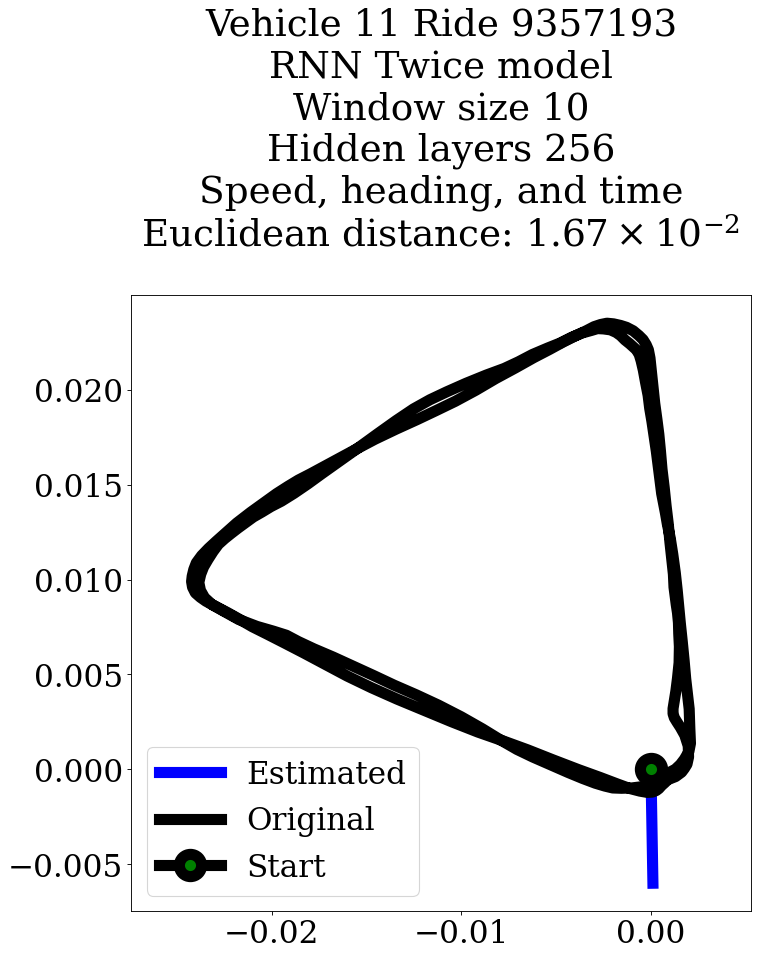 Vehicle 11 Ride 9357193
RNN Twice model
Window size 10
Hidden layers 256
Speed, heading, and time
Euclidean distance: 1.67 × 10⁻²
0.020
0.015
0.010
0.005
0.000
−0.005
Estimated
Original
Start
−0.02
−0.01
0.00